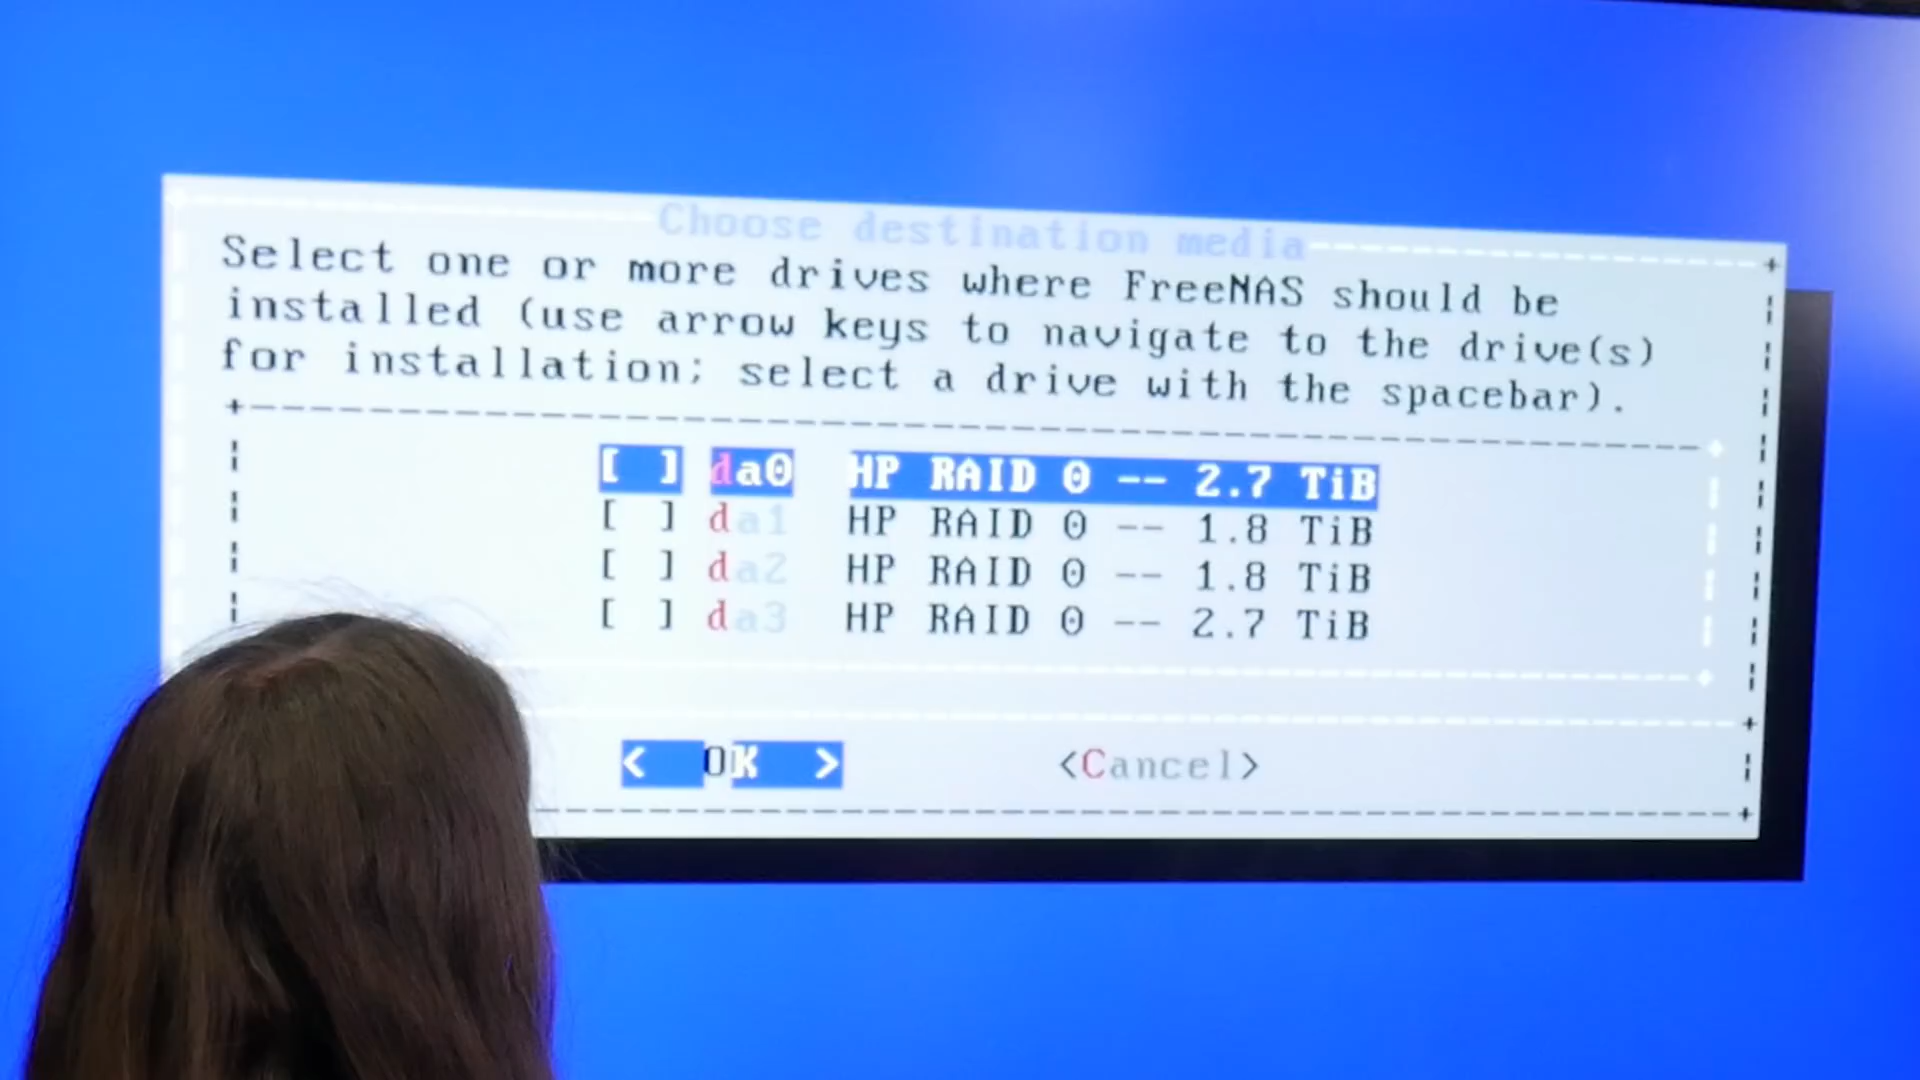 Choose destination media
Select one or more drives where FreeNAS should be
installed (use arrow keys to navigate to the drive(s)
for installation; select a drive with the spacebar).
[ ] da0 HP RAID 0 -- 2.7 TiB
[ ] da1 HP RAID 0 -- 1.8 TiB
[ ] da2 HP RAID 0 -- 1.8 TiB
[ ] da3 HP RAID 0 -- 2.7 TiB
< OK > <Cancel>